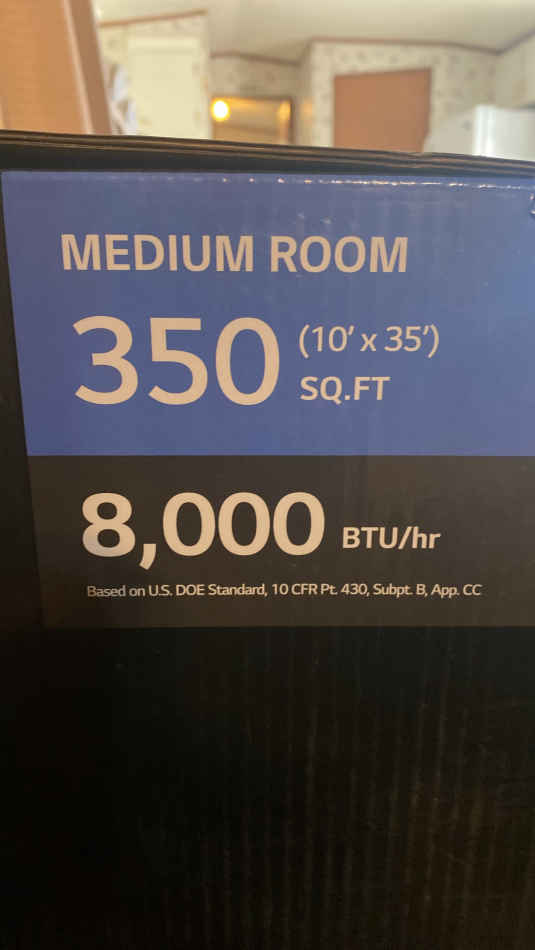 MEDIUM ROOM
350 (10' x 35') SQ.FT
8,000 BTU/hr
Based on U.S. DOE Standard, 10 CFR Pt. 430, Subpt. B, App. CC